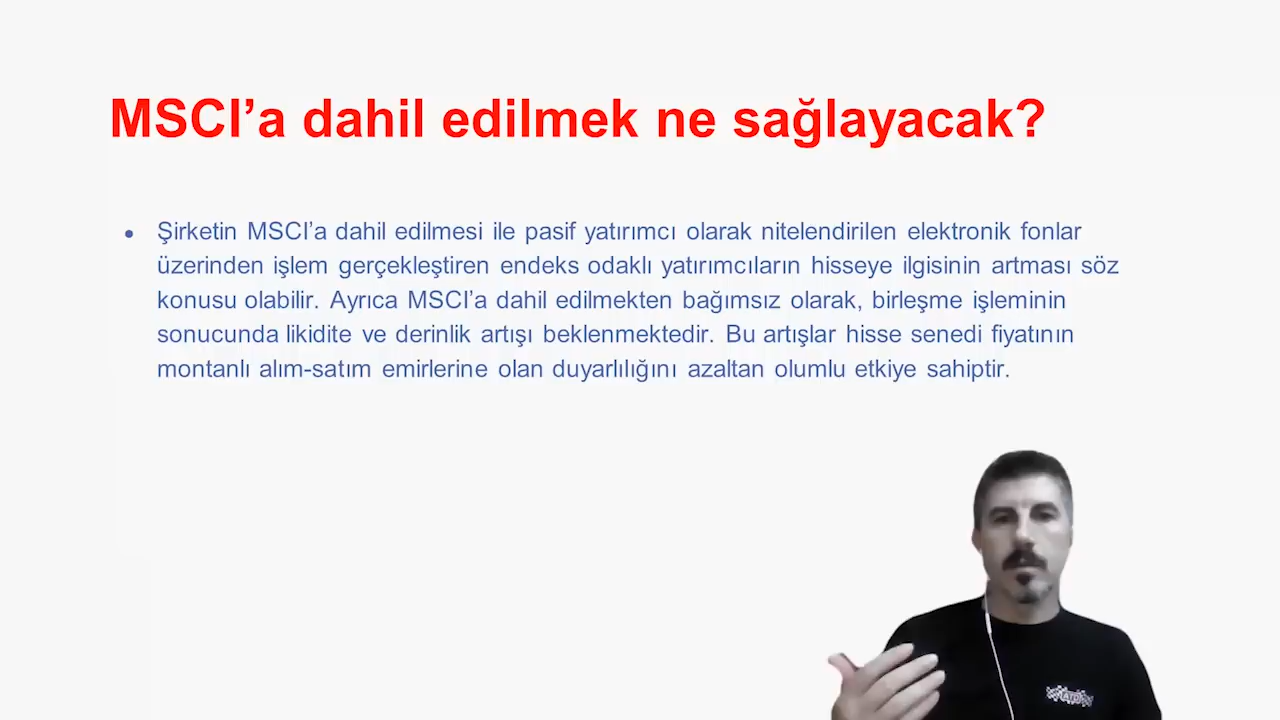 MSCI’a dahil edilmek ne sağlayacak?
• Şirketin MSCI’a dahil edilmesi ile pasif yatırımcı olarak nitelendirilen elektronik fonlar
üzerinden işlem gerçekleştiren endeks odaklı yatırımcıların hisseye ilgisinin artması söz
konusu olabilir. Ayrıca MSCI’a dahil edilmekten bağımsız olarak, birleşme işleminin
sonucunda likidite ve derinlik artışı beklenmektedir. Bu artışlar hisse senedi fiyatının
montanlı alım-satım emirlerine olan duyarlılığını azaltan olumlu etkiye sahiptir.